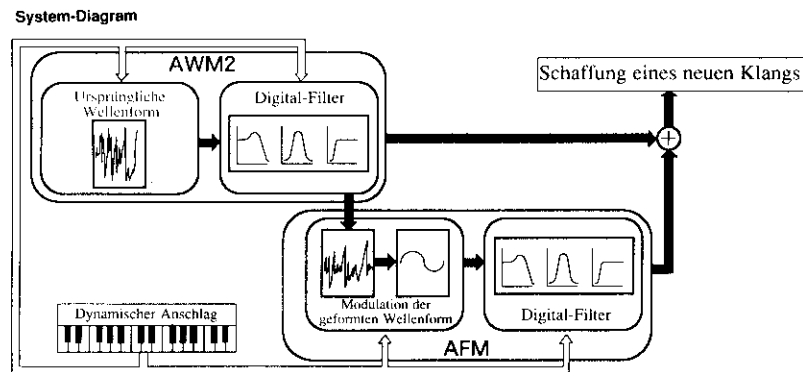 System-Diagram
AWM2
Ursprüngliche
Wellenform
Digital-Filter
Schaffung eines neuen Klangs
Modulation der
geformten Wellenform
Digital-Filter
AFM
Dynamischer Anschlag